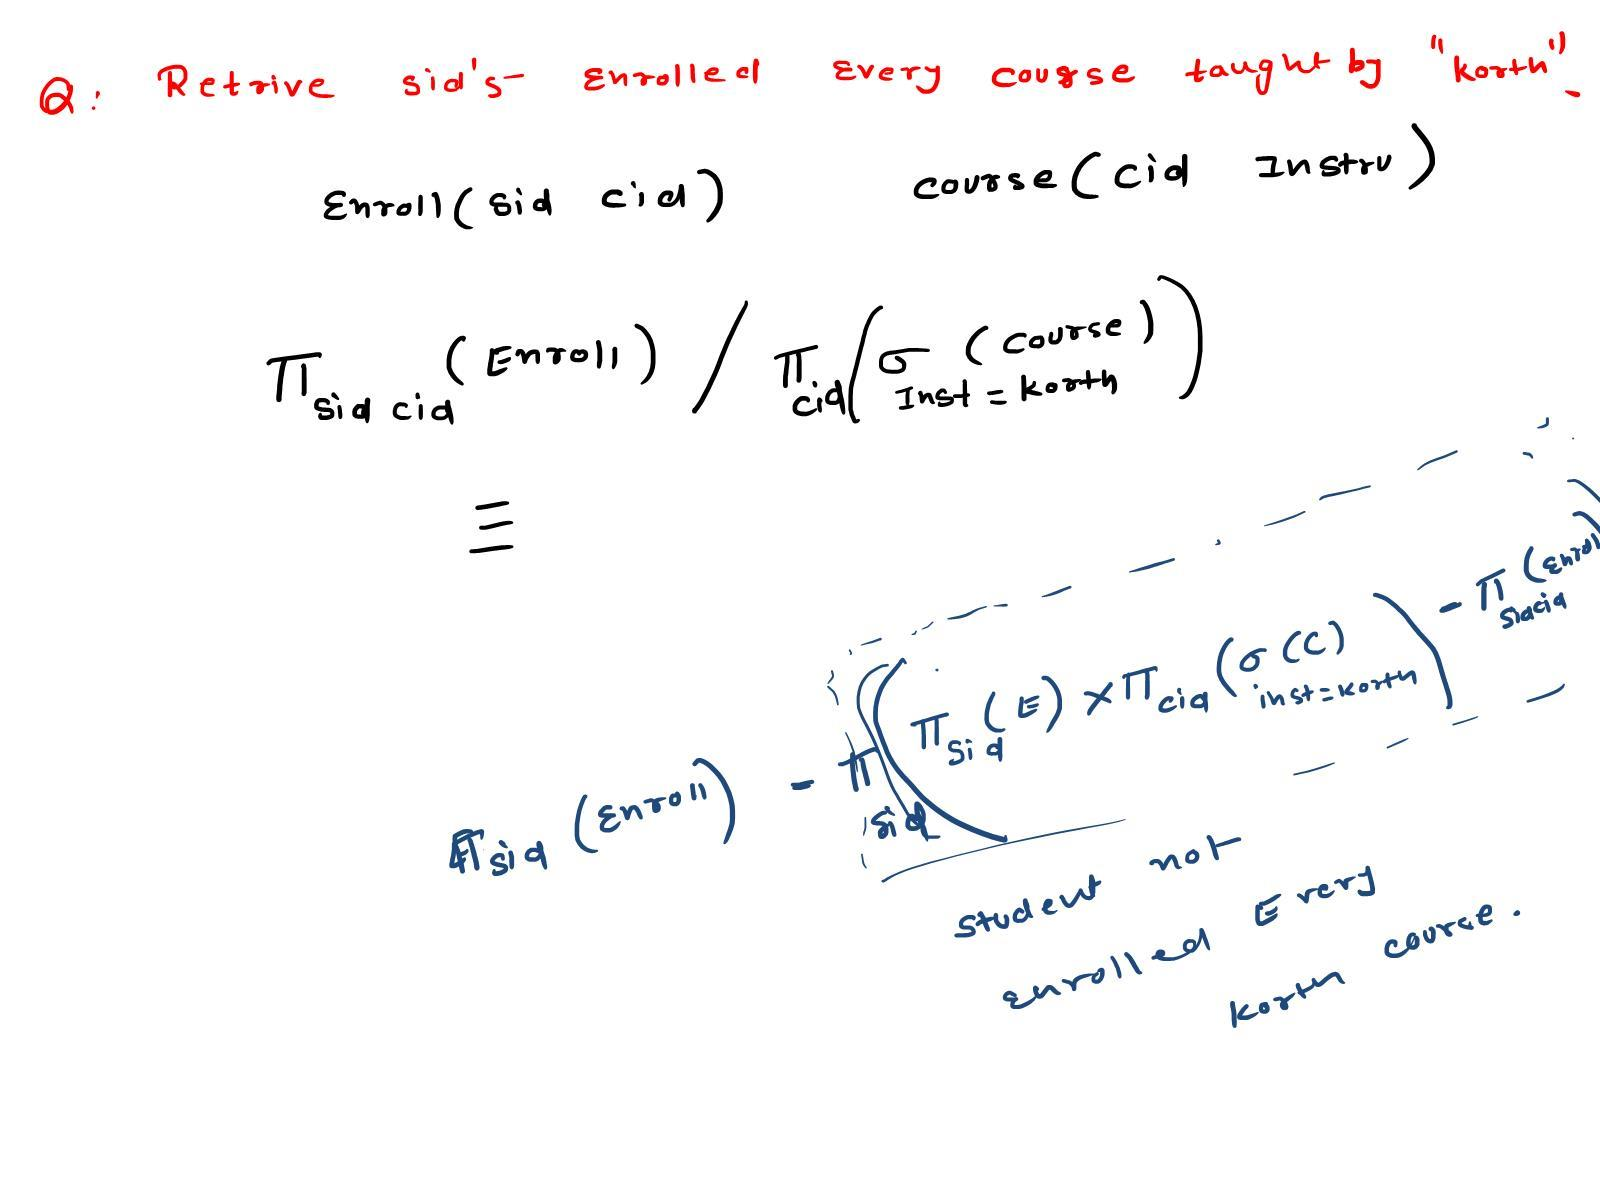 Q: Retrive sid's- Enrolled Every course taught by "korth".
Enroll(sid cid) course(cid Instru)
π sid cid (Enroll) / π cid (σ Inst = korth (course))
≡
π sid (Enroll) - π sid ((π sid (E) × π cid (σ inst=korth (C))) - π sid cid (Enrol
student not
enrolled Every
korth course.